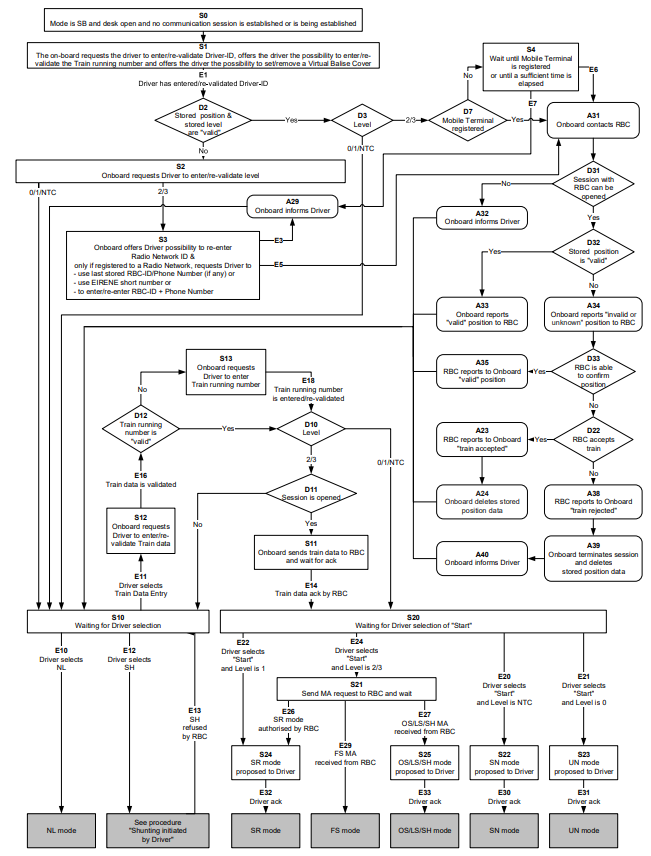 S0
Mode is SB and desk open and no communication session is established or is being established
S1
The on-board requests the driver to enter/re-validate Driver-ID, offers the driver the possibility to enter/re-
validate the Train running number and offers the driver the possibility to set/remove a Virtual Balise Cover
E1
Driver has entered/re-validated Driver-ID
D2
Stored position &
stored level
are "valid"
Yes
No
D3
Level
2/3
0/1/NTC
D7
Mobile Terminal
registered
No
Yes
S4
Wait until Mobile Terminal
is registered
or until a sufficient time is
elapsed
E6
E7
A31
Onboard contacts RBC
S2
Onboard requests Driver to enter/re-validate level
0/1/NTC
2/3
A29
Onboard informs Driver
S3
Onboard offers Driver possibility to re-enter
Radio Network ID &
only if registered to a Radio Network, requests Driver to
- use last stored RBC-ID/Phone Number (if any) or
- use EIRENE short number or
- to enter/re-enter RBC-ID + Phone Number
E3
E5
D31
Session with
RBC can be
opened
No
Yes
A32
Onboard informs Driver
D32
Stored position
is "valid"
Yes
No
A33
Onboard reports
"valid" position to RBC
A34
Onboard reports "invalid or
unknown" position to RBC
D33
RBC is able
to confirm
position
Yes
No
A35
RBC reports to Onboard
"valid" position
D22
RBC accepts
train
Yes
No
A23
RBC reports to Onboard
"train accepted"
A24
Onboard deletes stored
position data
A38
RBC reports to Onboard
"train rejected"
A39
Onboard terminates session
and deletes
stored position data
A40
Onboard informs Driver
S13
Onboard requests
Driver to enter
Train running number
E18
Train running number
is entered/re-validated
No
D12
Train running
number is
"valid"
Yes
D10
Level
2/3
0/1/NTC
E16
Train data is validated
D11
Session is opened
No
Yes
S12
Onboard requests
Driver to enter/re-
validate Train data
S11
Onboard sends train data to RBC
and wait for ack
E11
Driver selects
Train Data Entry
E14
Train data ack by RBC
S10
Waiting for Driver selection
S20
Waiting for Driver selection of "Start"
E10
Driver selects
NL
E12
Driver selects
SH
E13
SH
refused
by RBC
E22
Driver selects
"Start"
and Level is 1
E24
Driver selects
"Start"
and Level is 2/3
E20
Driver selects
"Start"
and Level is NTC
E21
Driver selects
"Start"
and Level is 0
S21
Send MA request to RBC and wait
E26
SR mode
authorised by RBC
E29
FS MA
received from RBC
E27
OS/LS/SH MA
received from RBC
S24
SR mode
proposed to Driver
S25
OS/LS/SH mode
proposed to Driver
S22
SN mode
proposed to Driver
S23
UN mode
proposed to Driver
E32
Driver ack
E33
Driver ack
E30
Driver ack
E31
Driver ack
NL mode
See procedure
"Shunting initiated
by Driver"
SR mode
FS mode
OS/LS/SH mode
SN mode
UN mode